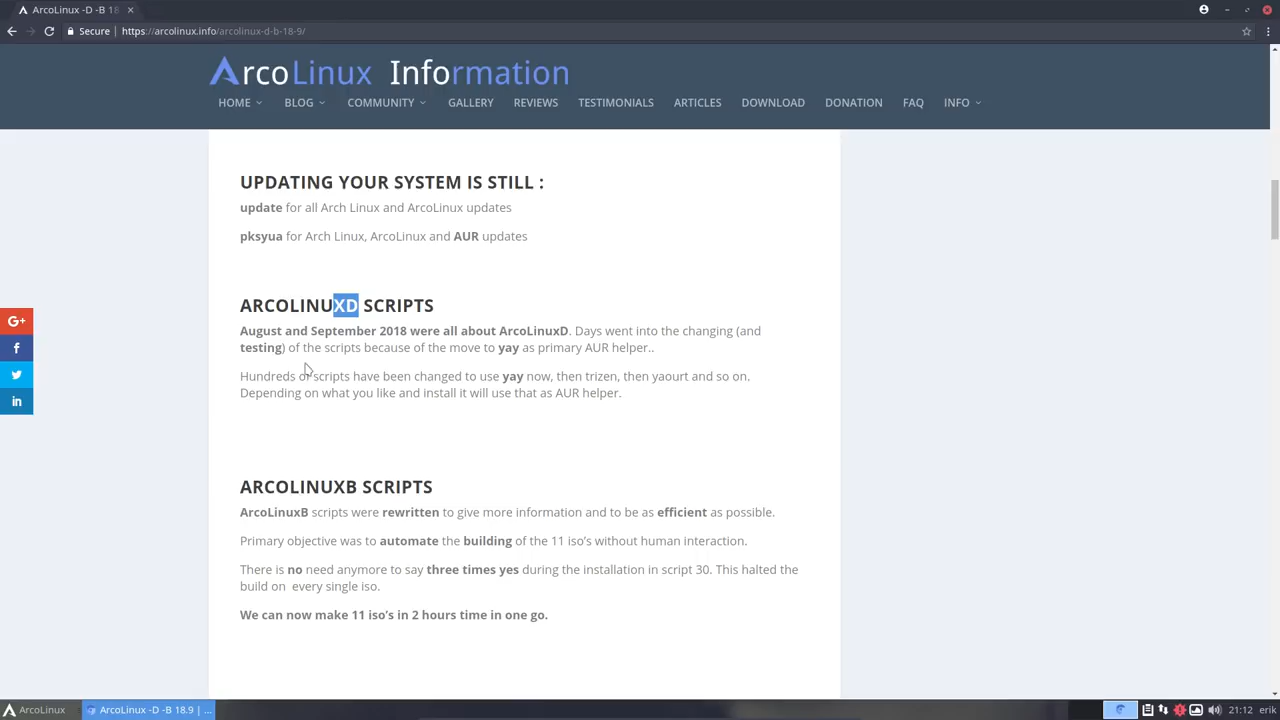 ArcoLinux -D -B 18
Secure
https://arcolinux.info/arcolinux-d-b-18-9/
ArcoLinux Information
HOME
BLOG
COMMUNITY
GALLERY
REVIEWS
TESTIMONIALS
ARTICLES
DOWNLOAD
DONATION
FAQ
INFO
UPDATING YOUR SYSTEM IS STILL :
update for all Arch Linux and ArcoLinux updates
pksyua for Arch Linux, ArcoLinux and AUR updates
ARCOLINUXD SCRIPTS
August and September 2018 were all about ArcoLinuxD. Days went into the changing (and
testing) of the scripts because of the move to yay as primary AUR helper..
Hundreds of scripts have been changed to use yay now, then trizen, then yaourt and so on.
Depending on what you like and install it will use that as AUR helper.
ARCOLINUXB SCRIPTS
ArcoLinuxB scripts were rewritten to give more information and to be as efficient as possible.
Primary objective was to automate the building of the 11 iso's without human interaction.
There is no need anymore to say three times yes during the installation in script 30. This halted the
build on  every single iso.
We can now make 11 iso's in 2 hours time in one go.
G+
f
in
ArcoLinux
ArcoLinux -D -B 18.9 | ...
21:12
erik